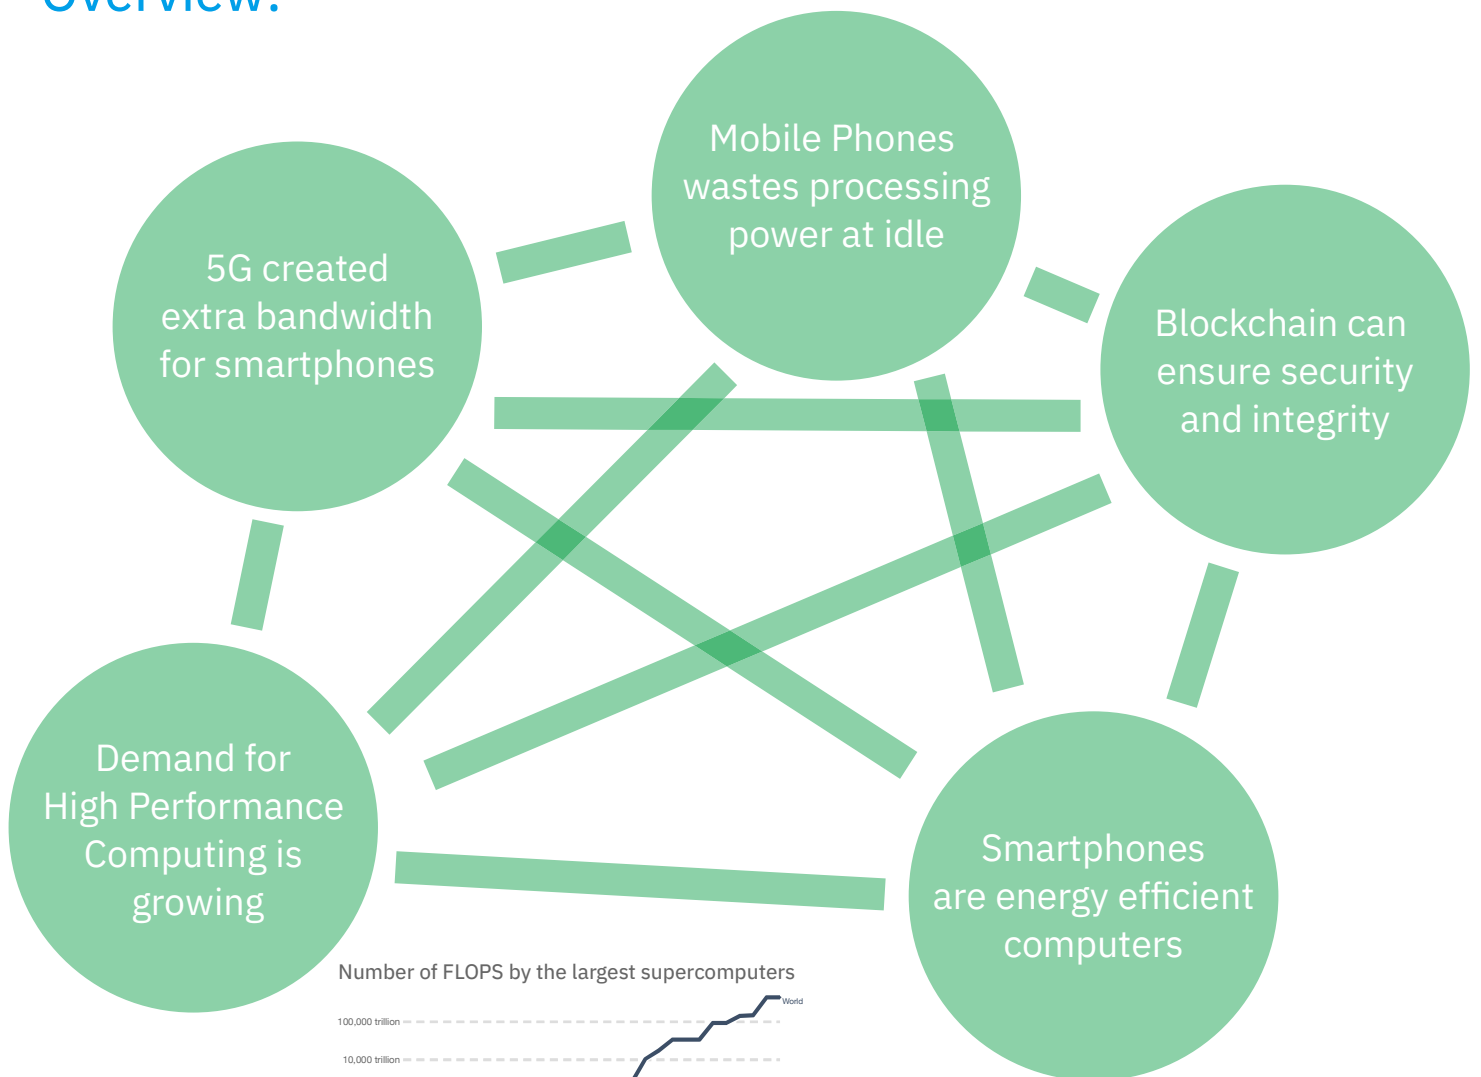 Overview:
Mobile Phones
wastes processing
power at idle
5G created
extra bandwidth
for smartphones
Blockchain can
ensure security
and integrity
Demand for
High Performance
Computing is
growing
Smartphones
are energy efficient
computers
Number of FLOPS by the largest supercomputers
World
100,000 trillion
10,000 trillion